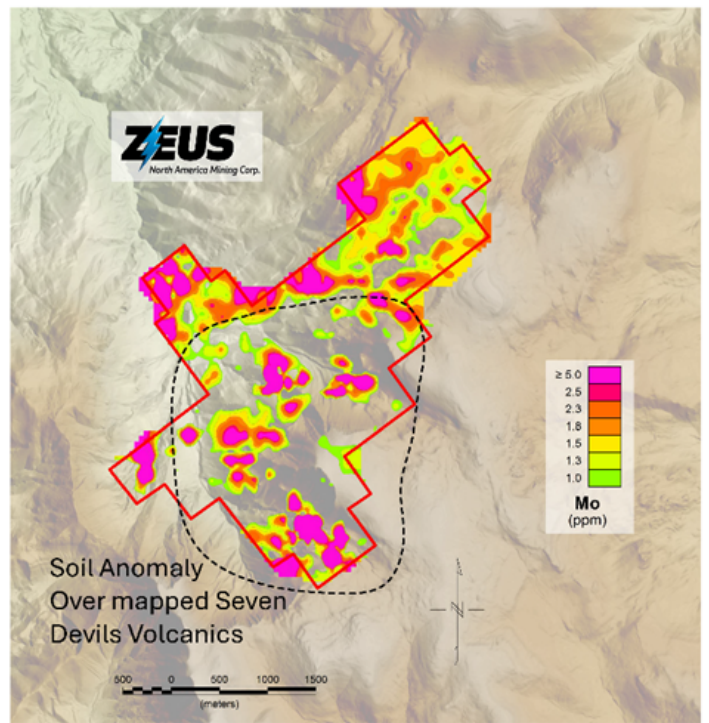 ZEUS
North America Mining Corp.
≥ 5.0
2.5
2.3
1.8
1.5
1.3
1.0
Mo
(ppm)
Soil Anomaly
Over mapped Seven
Devils Volcanics
500 0 500 1000 1500
(meters)